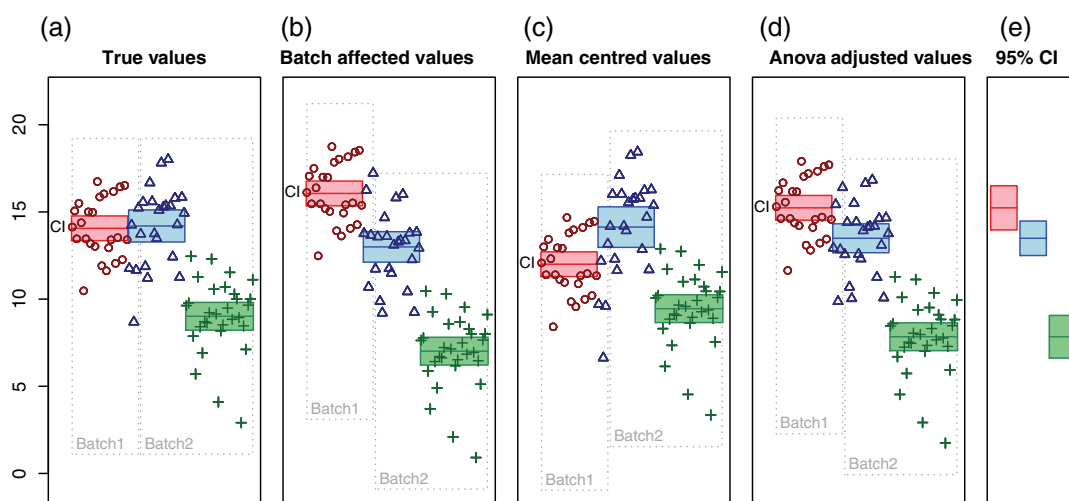 (a) (b) (c) (d) (e)
True values Batch affected values Mean centred values Anova adjusted values 95% CI
20
15
10
5
0
CI
Batch1
Batch2
CI
Batch1
Batch2
CI
Batch1
Batch2
CI
Batch1
Batch2